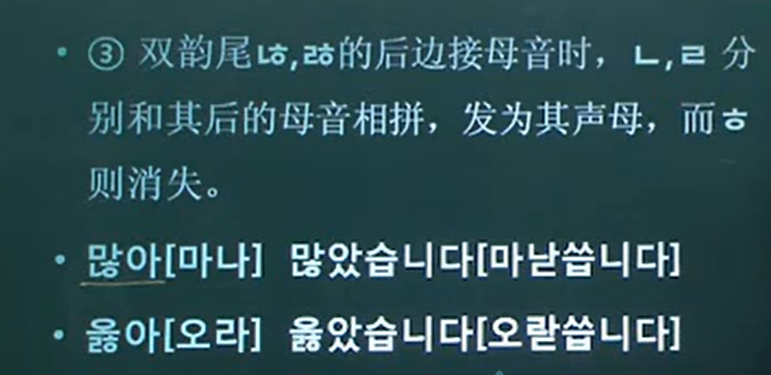 • ③ 双韵尾ㄶ,ㅀ的后边接母音时，ㄴ,ㄹ 分
别和其后的母音相拼，发为其声母，而ㅎ
则消失。
• 많아[마나] 많았습니다[마낟씁니다]
• 옳아[오라] 옳았습니다[오랃씁니다]